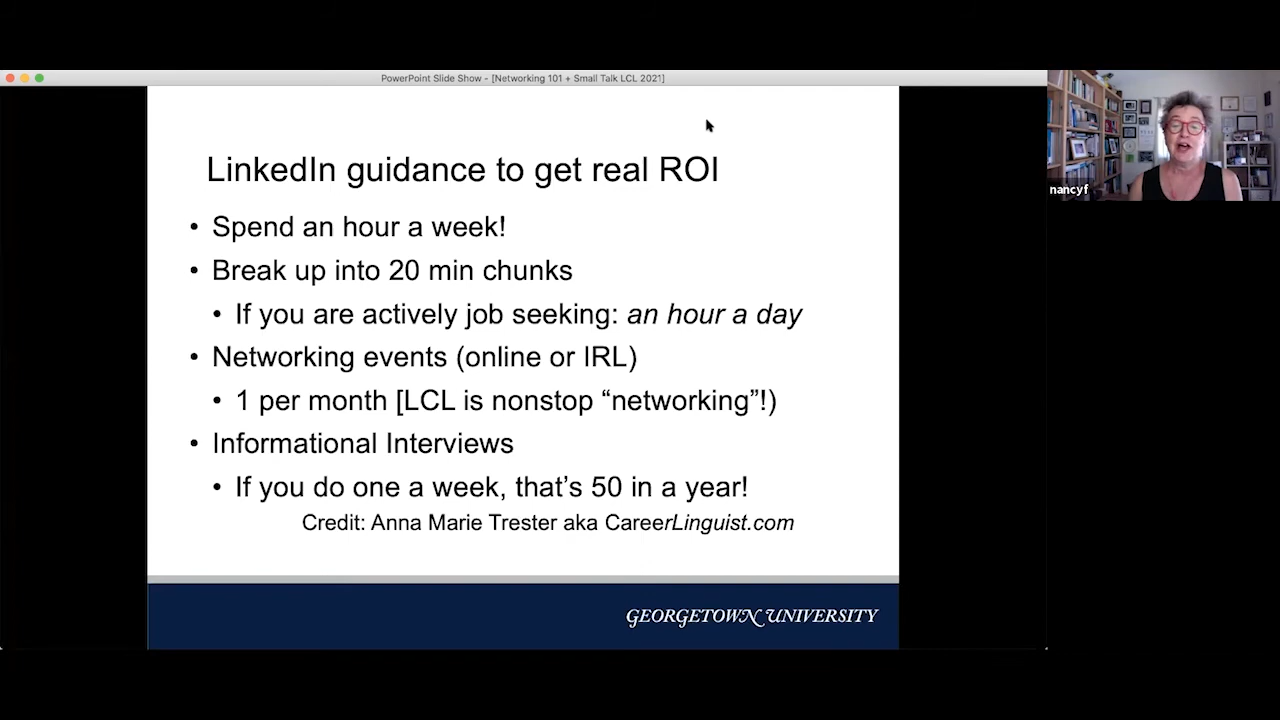 PowerPoint Slide Show - [Networking 101 + Small Talk LCL 2021]
nancyf
LinkedIn guidance to get real ROI
• Spend an hour a week!
• Break up into 20 min chunks
• If you are actively job seeking: an hour a day
• Networking events (online or IRL)
• 1 per month [LCL is nonstop “networking”!)
• Informational Interviews
• If you do one a week, that’s 50 in a year!
Credit: Anna Marie Trester aka CareerLinguist.com
GEORGETOWN UNIVERSITY